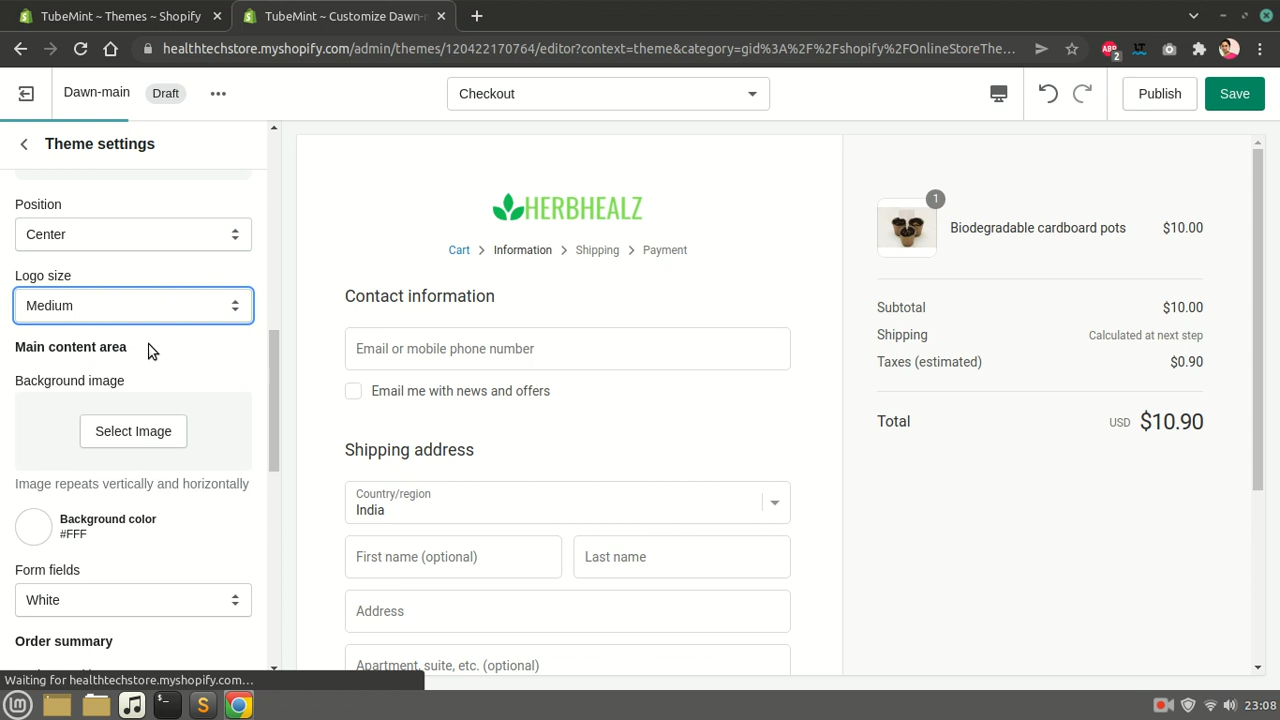 TubeMint ~ Themes ~ Shopify
TubeMint ~ Customize Dawn-
healthtechstore.myshopify.com/admin/themes/120422170764/editor?context=theme&category=gid%3A%2F%2Fshopify%2FOnlineStoreThe...
ABP
2
LT
Dawn-main
Draft
Checkout
Publish
Save
Theme settings
Position
Center
Logo size
Medium
Main content area
Background image
Select Image
Image repeats vertically and horizontally
Background color
#FFF
Form fields
White
Order summary
HERBHEALZ
Cart > Information > Shipping > Payment
Contact information
Email or mobile phone number
Email me with news and offers
Shipping address
Country/region
India
First name (optional)
Last name
Address
Apartment, suite, etc. (optional)
1
Biodegradable cardboard pots
$10.00
Subtotal
$10.00
Shipping
Calculated at next step
Taxes (estimated)
$0.90
Total
USD $10.90
Waiting for healthtechstore.myshopify.com...
23:08